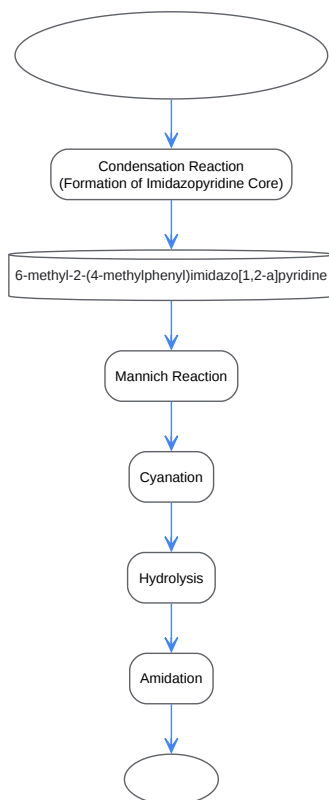 Condensation Reaction
(Formation of Imidazopyridine Core)
6-methyl-2-(4-methylphenyl)imidazo[1,2-a]pyridine
Mannich Reaction
Cyanation
Hydrolysis
Amidation